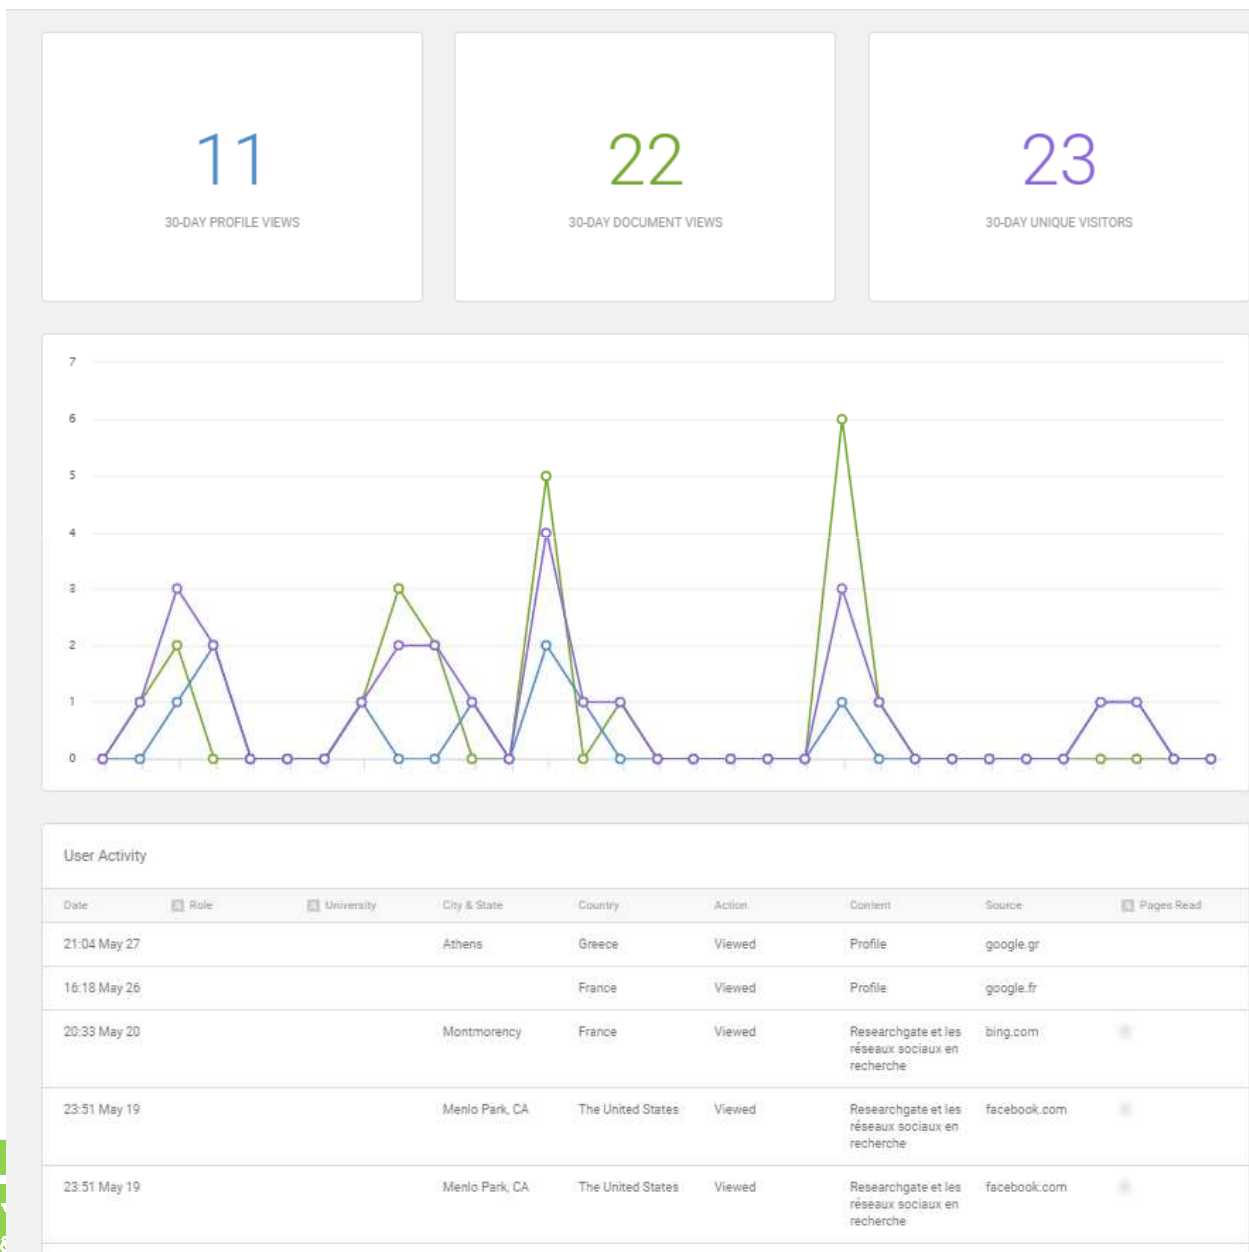 11
22
23
30-DAY PROFILE VIEWS
30-DAY DOCUMENT VIEWS
30-DAY UNIQUE VISITORS
7
6
5
4
3
2
1
0
User Activity
Date Role University City & State Country Action Content Source Pages Read
21:04 May 27 Athens Greece Viewed Profile google.gr
16:18 May 26 France Viewed Profile google.fr
20:33 May 20 Montmorency France Viewed Researchgate et les bing.com
réseaux sociaux en
recherche
23:51 May 19 Menlo Park, CA The United States Viewed Researchgate et les facebook.com
réseaux sociaux en
recherche
23:51 May 19 Menlo Park, CA The United States Viewed Researchgate et les facebook.com
réseaux sociaux en
recherche